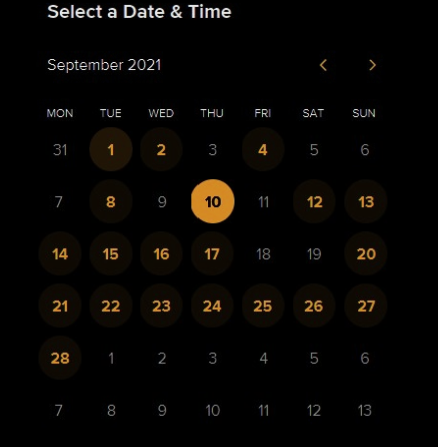 Select a Date & Time
September 2021
MON TUE WED THU FRI SAT SUN
31 1 2 3 4 5 6
7 8 9 10 11 12 13
14 15 16 17 18 19 20
21 22 23 24 25 26 27
28 1 2 3 4 5 6
7 8 9 10 11 12 13